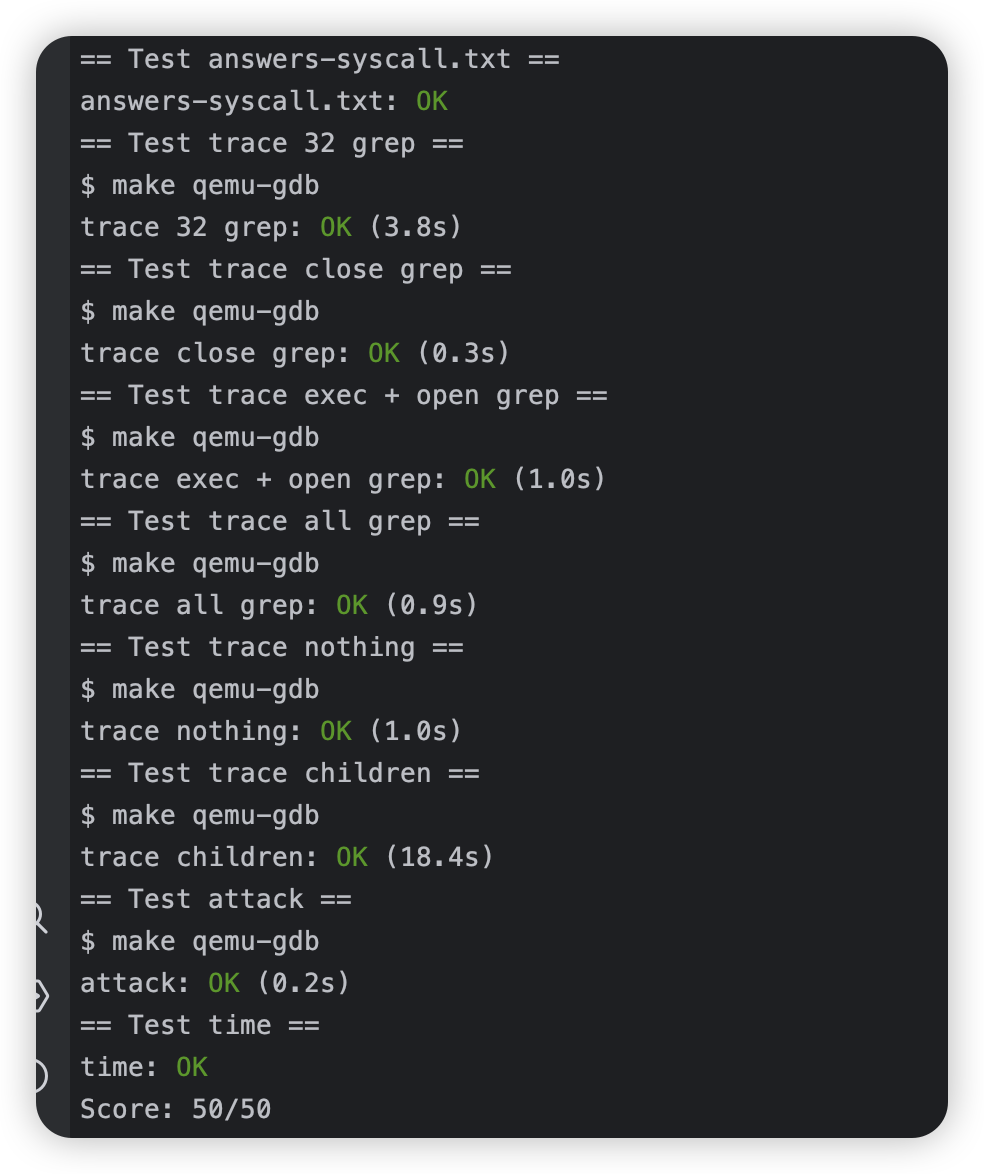 == Test answers-syscall.txt ==
answers-syscall.txt: OK
== Test trace 32 grep ==
$ make qemu-gdb
trace 32 grep: OK (3.8s)
== Test trace close grep ==
$ make qemu-gdb
trace close grep: OK (0.3s)
== Test trace exec + open grep ==
$ make qemu-gdb
trace exec + open grep: OK (1.0s)
== Test trace all grep ==
$ make qemu-gdb
trace all grep: OK (0.9s)
== Test trace nothing ==
$ make qemu-gdb
trace nothing: OK (1.0s)
== Test trace children ==
$ make qemu-gdb
trace children: OK (18.4s)
== Test attack ==
$ make qemu-gdb
attack: OK (0.2s)
== Test time ==
time: OK
Score: 50/50